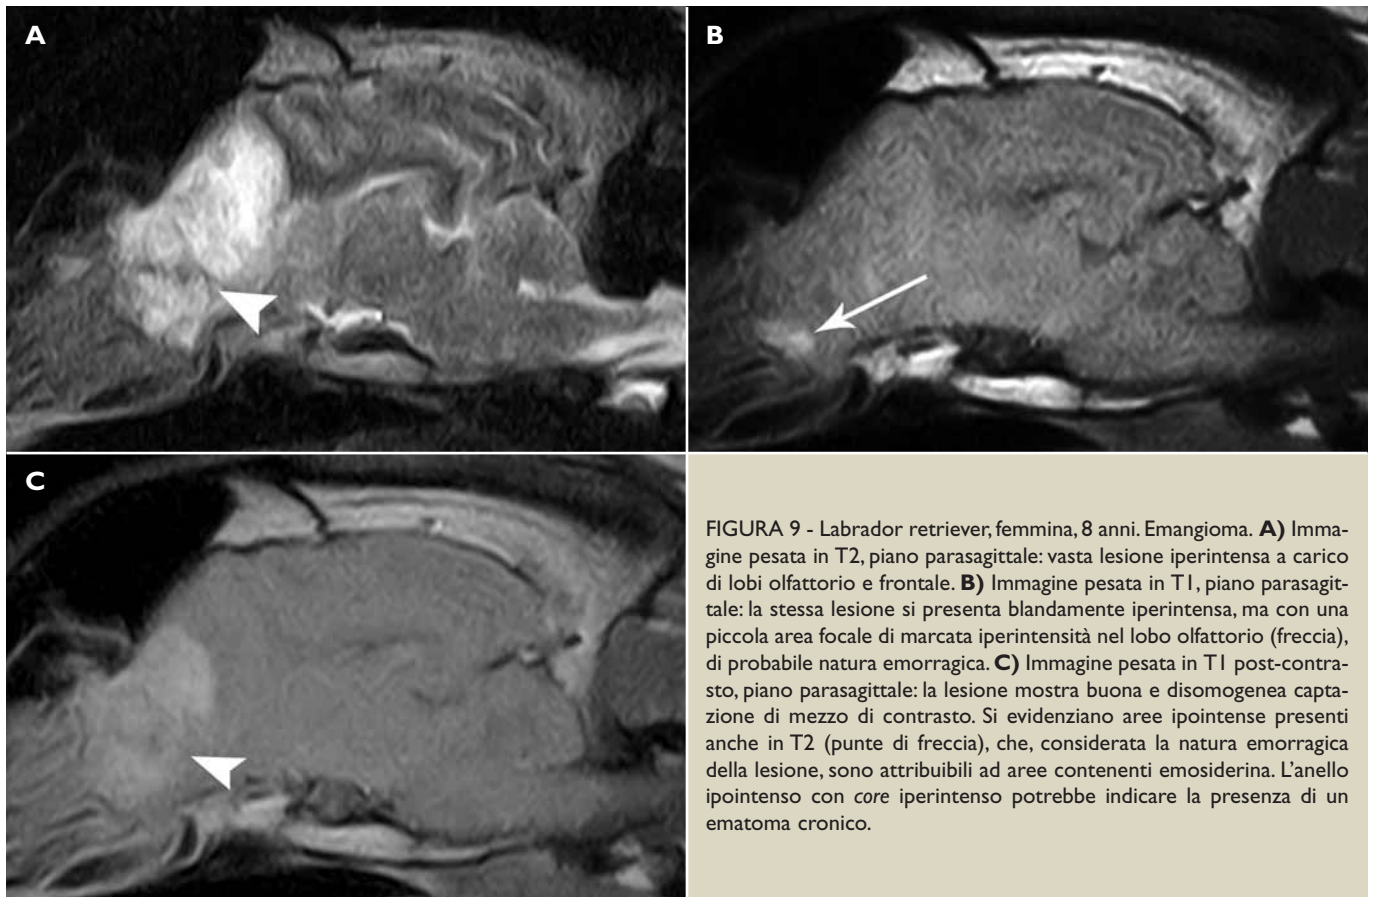 A
B
C
FIGURA 9 - Labrador retriever, femmina, 8 anni. Emangioma. A) Imma-
gine pesata in T2, piano parasagittale: vasta lesione iperintensa a carico
di lobi olfattorio e frontale. B) Immagine pesata in T1, piano parasagit-
tale: la stessa lesione si presenta blandamente iperintensa, ma con una
piccola area focale di marcata iperintensità nel lobo olfattorio (freccia),
di probabile natura emorragica. C) Immagine pesata in T1 post-contra-
sto, piano parasagittale: la lesione mostra buona e disomogenea capta-
zione di mezzo di contrasto. Si evidenziano aree ipointense presenti
anche in T2 (punte di freccia), che, considerata la natura emorragica
della lesione, sono attribuibili ad aree contenenti emosiderina. L'anello
ipointenso con core iperintenso potrebbe indicare la presenza di un
ematoma cronico.